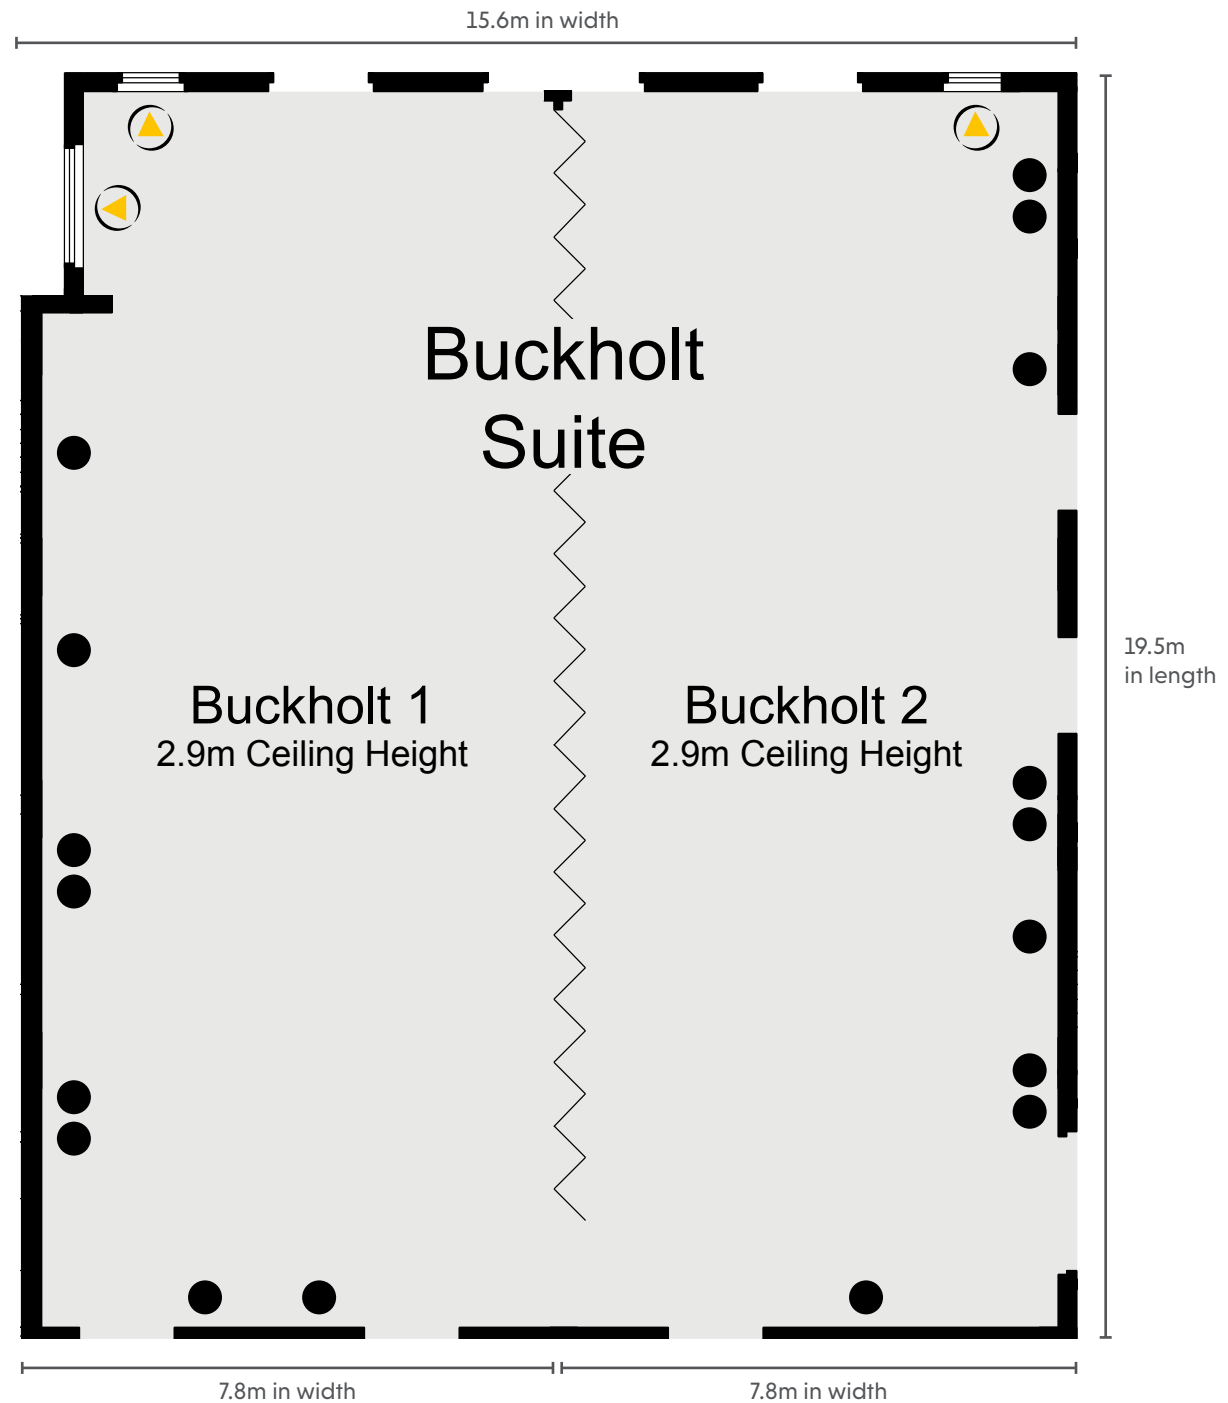 15.6m in width
Buckholt
Suite
19.5m
in length
Buckholt 1
2.9m Ceiling Height
Buckholt 2
2.9m Ceiling Height
7.8m in width
7.8m in width